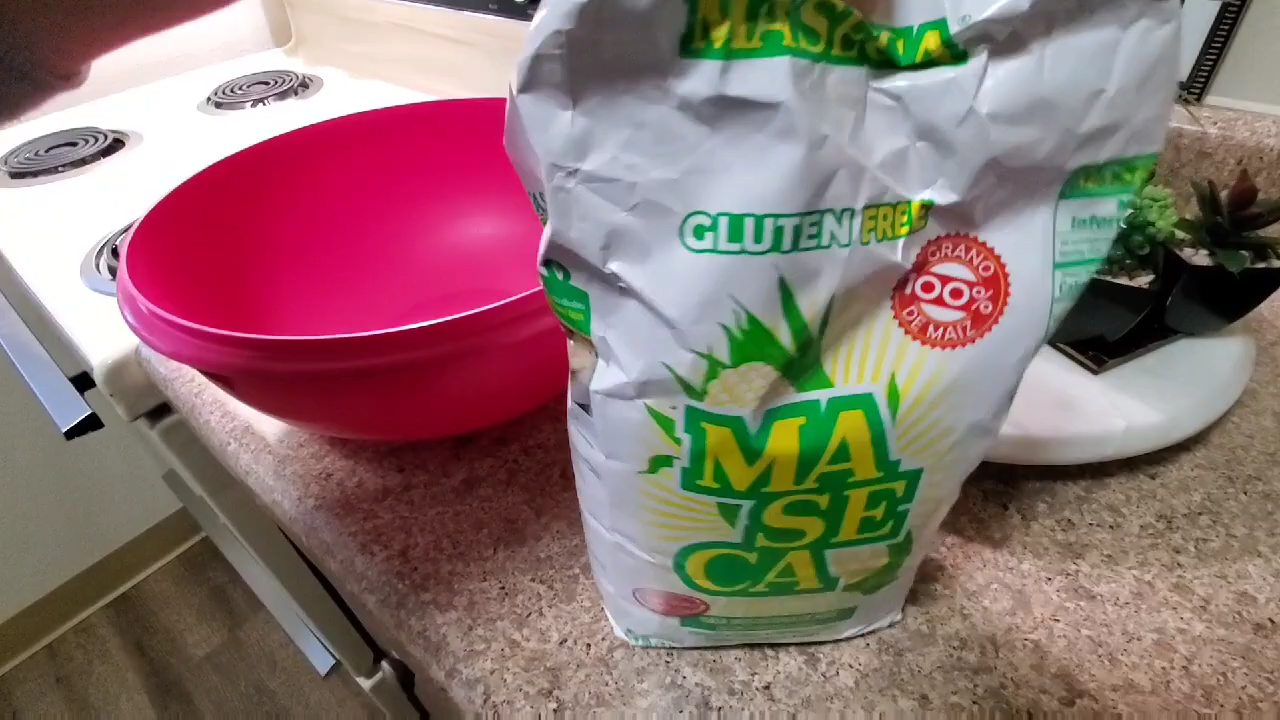 MASECA
GLUTEN FREE
GRANO
100%
DE MAIZ
MA
SE
CA